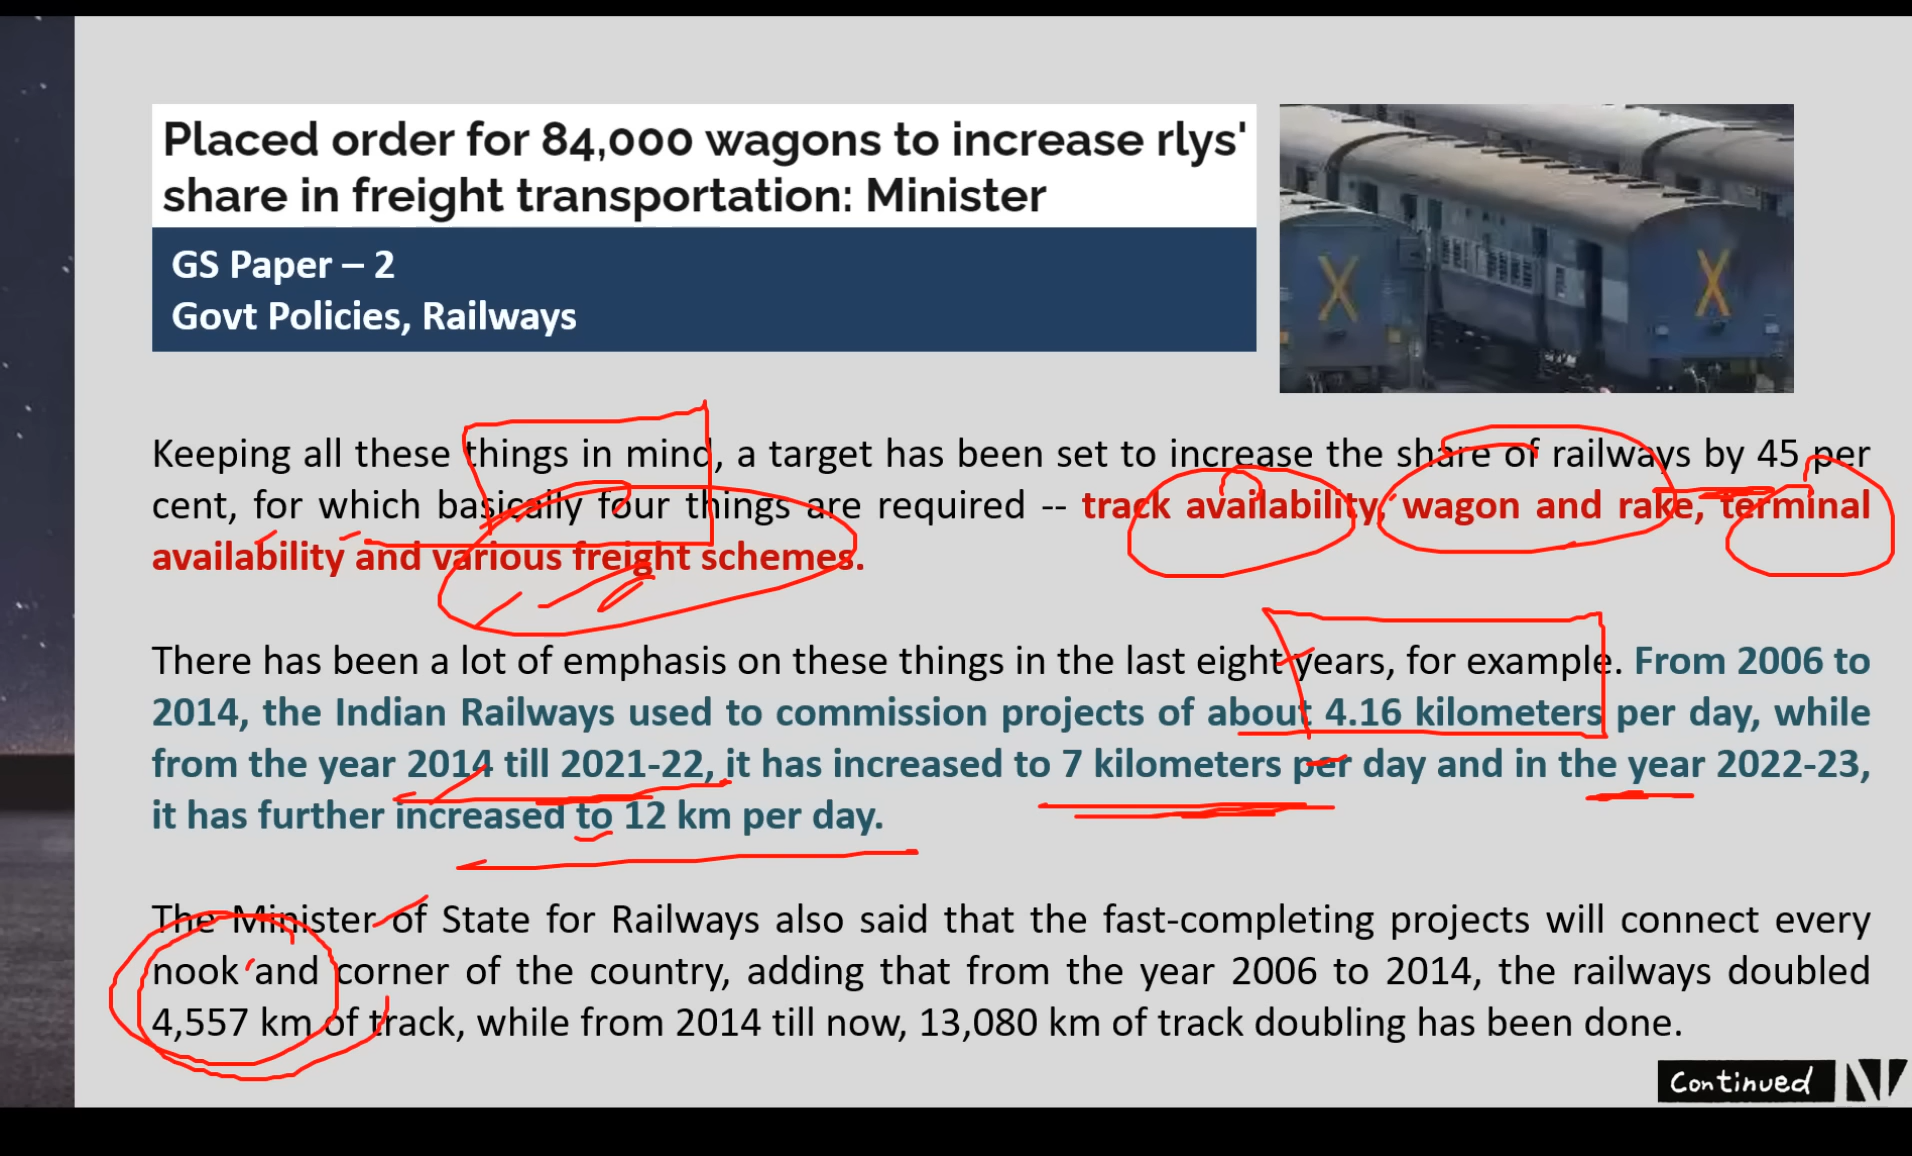 Placed order for 84,000 wagons to increase rlys'
share in freight transportation: Minister
GS Paper – 2
Govt Policies, Railways
Keeping all these things in mind, a target has been set to increase the share of railways by 45 per
cent, for which basically four things are required -- track availability, wagon and rake, terminal
availability and various freight schemes.
There has been a lot of emphasis on these things in the last eight years, for example. From 2006 to
2014, the Indian Railways used to commission projects of about 4.16 kilometers per day, while
from the year 2014 till 2021-22, it has increased to 7 kilometers per day and in the year 2022-23,
it has further increased to 12 km per day.
The Minister of State for Railways also said that the fast-completing projects will connect every
nook and corner of the country, adding that from the year 2006 to 2014, the railways doubled
4,557 km of track, while from 2014 till now, 13,080 km of track doubling has been done.
Continued